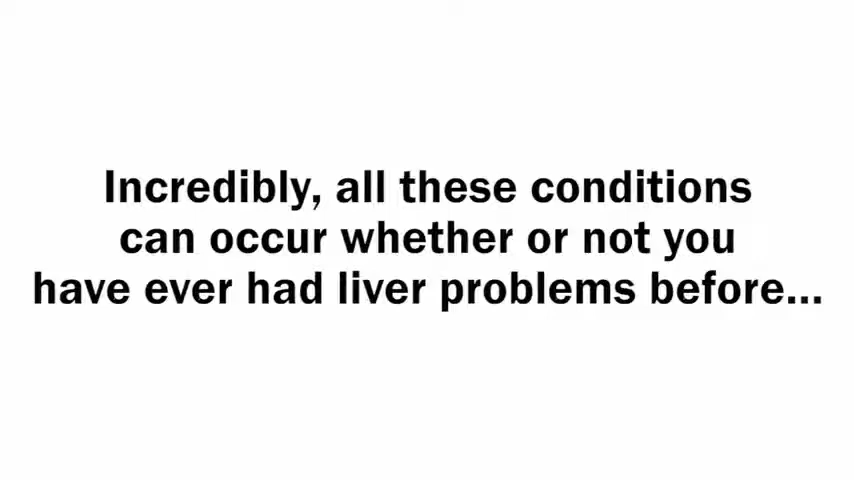 Incredibly, all these conditions
can occur whether or not you
have ever had liver problems before...